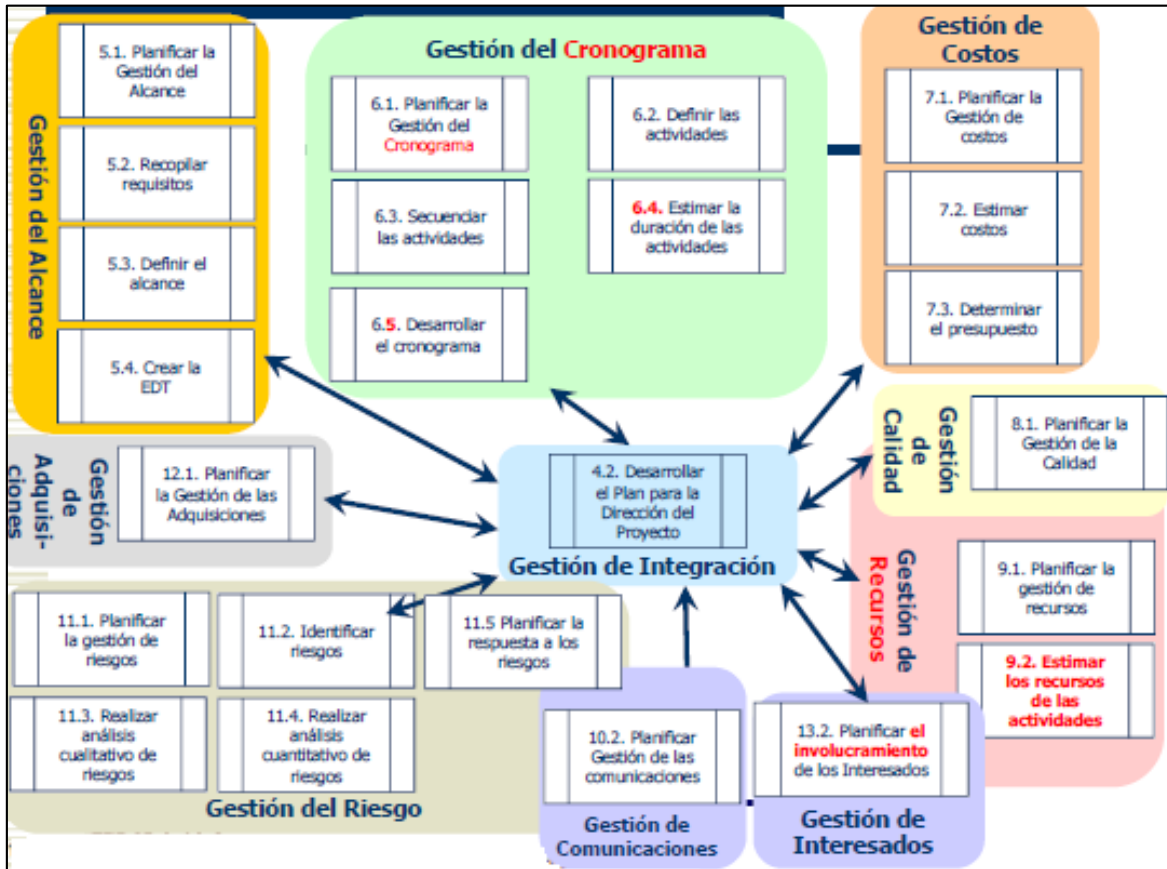 5.1. Planificar la
Gestión del
Alcance
5.2. Recopilar
requisitos
5.3. Definir el
alcance
5.4. Crear la
EDT
Gestión del Alcance
Gestión del Cronograma
6.1. Planificar la
Gestión del
Cronograma
6.2. Definir las
actividades
6.3. Secuenciar
las actividades
6.4. Estimar la
duración de las
actividades
6.5. Desarrollar
el cronograma
Gestión de
Costos
7.1. Planificar la
Gestión de
costos
7.2. Estimar
costos
7.3. Determinar
el presupuesto
Gestión
de
Calidad
8.1. Planificar la
Gestión de la
Calidad
Gestión
de
Adquisi-
ciones
12.1. Planificar
la Gestión de las
Adquisiciones
4.2. Desarrollar
el Plan para la
Dirección del
Proyecto
Gestión de Integración
Gestión de
Recursos
9.1. Planificar la
gestión de
recursos
9.2. Estimar
los recursos
de las
actividades
11.1. Planificar
la gestión de
riesgos
11.2. Identificar
riesgos
11.5 Planificar la
respuesta a los
riesgos
11.3. Realizar
análisis
cualitativo de
riesgos
11.4. Realizar
análisis
cuantitativo de
riesgos
Gestión del Riesgo
10.2. Planificar
Gestión de las
comunicaciones
Gestión de
Comunicaciones
13.2. Planificar el
involucramiento
de los Interesados
Gestión de
Interesados